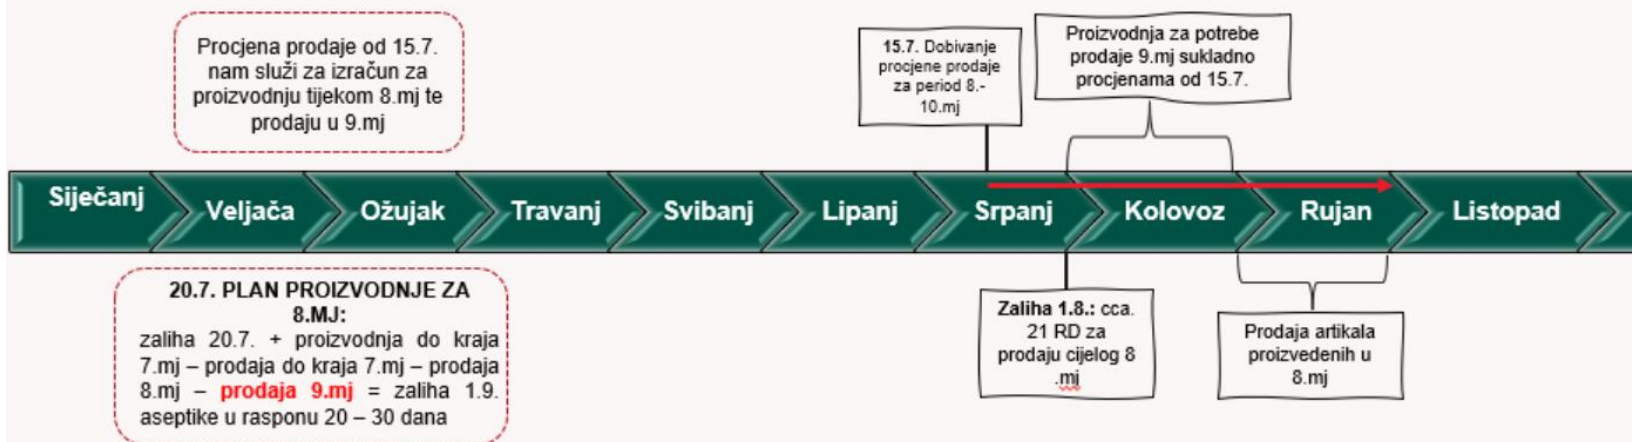 Procjena prodaje od 15.7.
nam služi za izračun za
proizvodnju tijekom 8.mj te
prodaju u 9.mj
15.7. Dobivanje
procjene prodaje
za period 8.-
10.mj
Proizvodnja za potrebe
prodaje 9.mj sukladno
procjenama od 15.7.
Siječanj
Veljača
Ožujak
Travanj
Svibanj
Lipanj
Srpanj
Kolovoz
Rujan
Listopad
20.7. PLAN PROIZVODNJE ZA
8.MJ:
zaliha 20.7. + proizvodnja do kraja
7.mj – prodaja do kraja 7.mj – prodaja
8.mj – prodaja 9.mj = zaliha 1.9.
aseptike u rasponu 20 – 30 dana
Zaliha 1.8.: cca.
21 RD za
prodaju cijelog 8
.mj
Prodaja artikala
proizvedenih u
8.mj